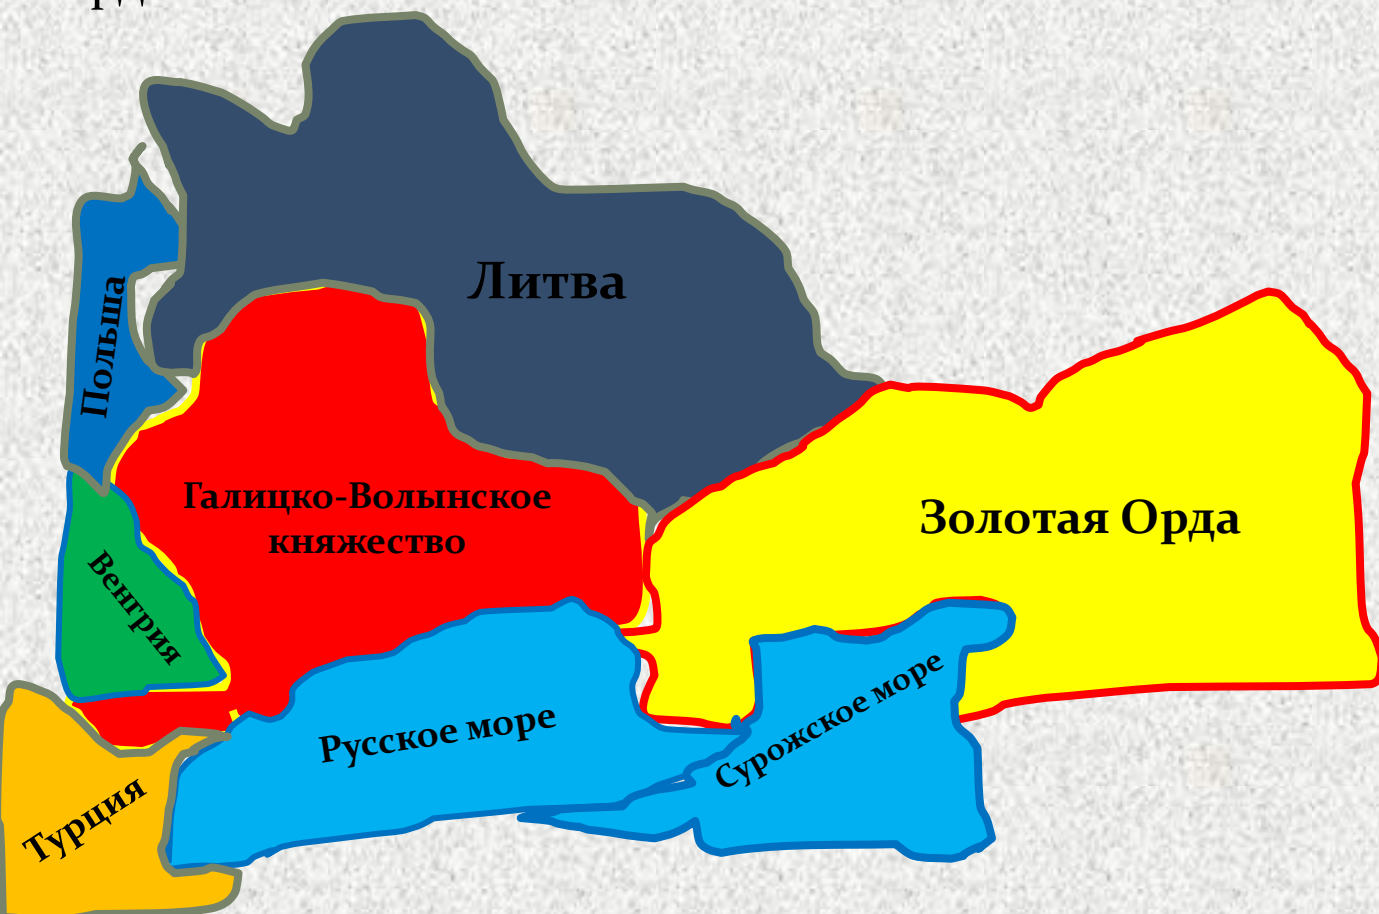 Литва
Польша
Галицко-Волынское
княжество
Золотая Орда
Венгрия
Русское море
Сурожское море
Турция